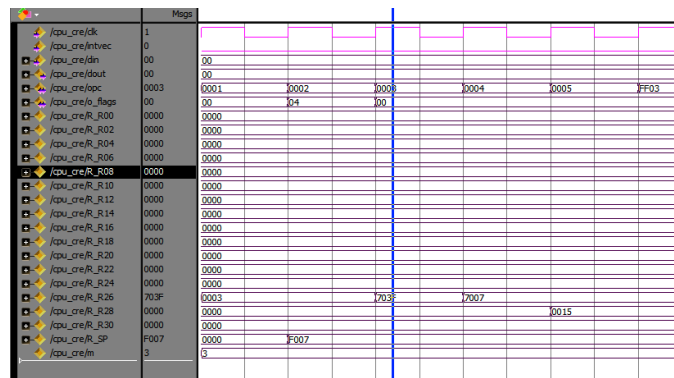 Msgs
/cpu_cre/clk 1
/cpu_cre/intvec 0
/cpu_cre/din 00 00
/cpu_cre/dout 00 00
/cpu_cre/opc 0003 0001 0002 0003 0004 0005 FF03
/cpu_cre/o_flags 00 00 04 00
/cpu_cre/R_R00 0000 0000
/cpu_cre/R_R02 0000 0000
/cpu_cre/R_R04 0000 0000
/cpu_cre/R_R06 0000 0000
/cpu_cre/R_R08 0000 0000
/cpu_cre/R_R10 0000 0000
/cpu_cre/R_R12 0000 0000
/cpu_cre/R_R14 0000 0000
/cpu_cre/R_R16 0000 0000
/cpu_cre/R_R18 0000 0000
/cpu_cre/R_R20 0000 0000
/cpu_cre/R_R22 0000 0000
/cpu_cre/R_R24 0000 0000
/cpu_cre/R_R26 703F 0003 703F 7007
/cpu_cre/R_R28 0000 0000 0015
/cpu_cre/R_R30 0000 0000
/cpu_cre/R_SP F007 0000 F007
/cpu_cre/m 3 3